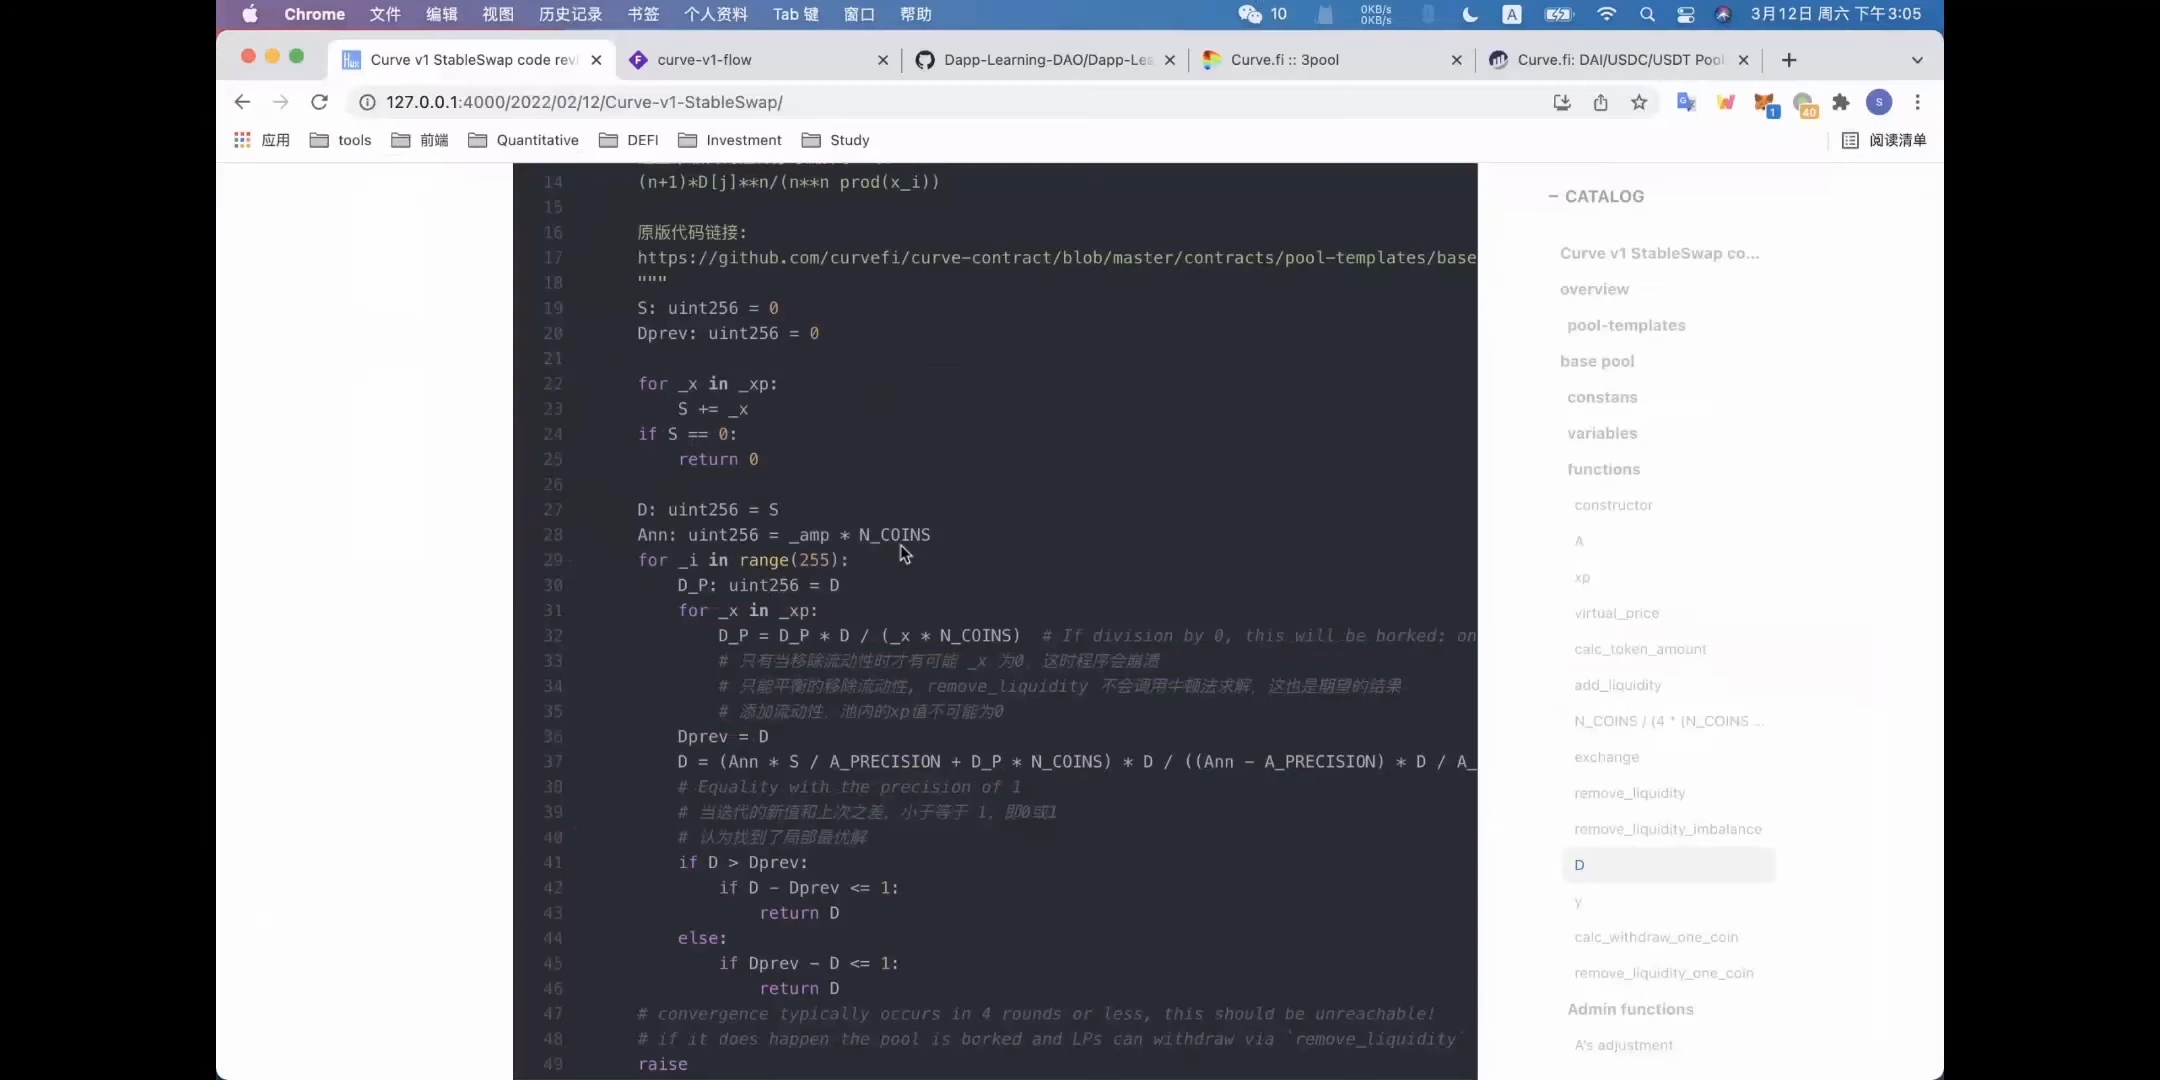 Chrome 文件 编辑 视图 历史记录 书签 个人资料 Tab 键 窗口 帮助 10 0KB/s 0KB/s A 3月12日 周六 下午3:05
Curve v1 StableSwap code revi curve-v1-flow Dapp-Learning-DAO/Dapp-Lea Curve.fi :: 3pool Curve.fi: DAI/USDC/USDT Pool
127.0.0.1:4000/2022/02/12/Curve-v1-StableSwap/ 1 40 S
应用 tools 前端 Quantitative DEFI Investment Study 阅读清单
14 (n+1)*D[j]**n/(n**n prod(x_i))
15
16 原版代码链接:
17 https://github.com/curvefi/curve-contract/blob/master/contracts/pool-templates/base
18 """
19 S: uint256 = 0
20 Dprev: uint256 = 0
21
22 for _x in _xp:
23 S += _x
24 if S == 0:
25 return 0
26
27 D: uint256 = S
28 Ann: uint256 = _amp * N_COINS
29 for _i in range(255):
30 D_P: uint256 = D
31 for _x in _xp:
32 D_P = D_P * D / (_x * N_COINS) # If division by 0, this will be borked: on
33 # 只有当移除流动性时才有可能 _x 为0，这时程序会崩溃
34 # 只能平衡的移除流动性, remove_liquidity 不会调用牛顿法求解，这也是期望的结果
35 # 添加流动性，池内的xp值不可能为0
36 Dprev = D
37 D = (Ann * S / A_PRECISION + D_P * N_COINS) * D / ((Ann - A_PRECISION) * D / A_
38 # Equality with the precision of 1
39 # 当迭代的新值和上次之差，小于等于 1，即0或1
40 # 认为找到了局部最优解
41 if D > Dprev:
42 if D - Dprev <= 1:
43 return D
44 else:
45 if Dprev - D <= 1:
46 return D
47 # convergence typically occurs in 4 rounds or less, this should be unreachable!
48 # if it does happen the pool is borked and LPs can withdraw via `remove_liquidity`
49 raise
− CATALOG
Curve v1 StableSwap co...
overview
pool-templates
base pool
constans
variables
functions
constructor
A
xp
virtual_price
calc_token_amount
add_liquidity
N_COINS / (4 * (N_COINS ...
exchange
remove_liquidity
remove_liquidity_imbalance
D
y
calc_withdraw_one_coin
remove_liquidity_one_coin
Admin functions
A's adjustment